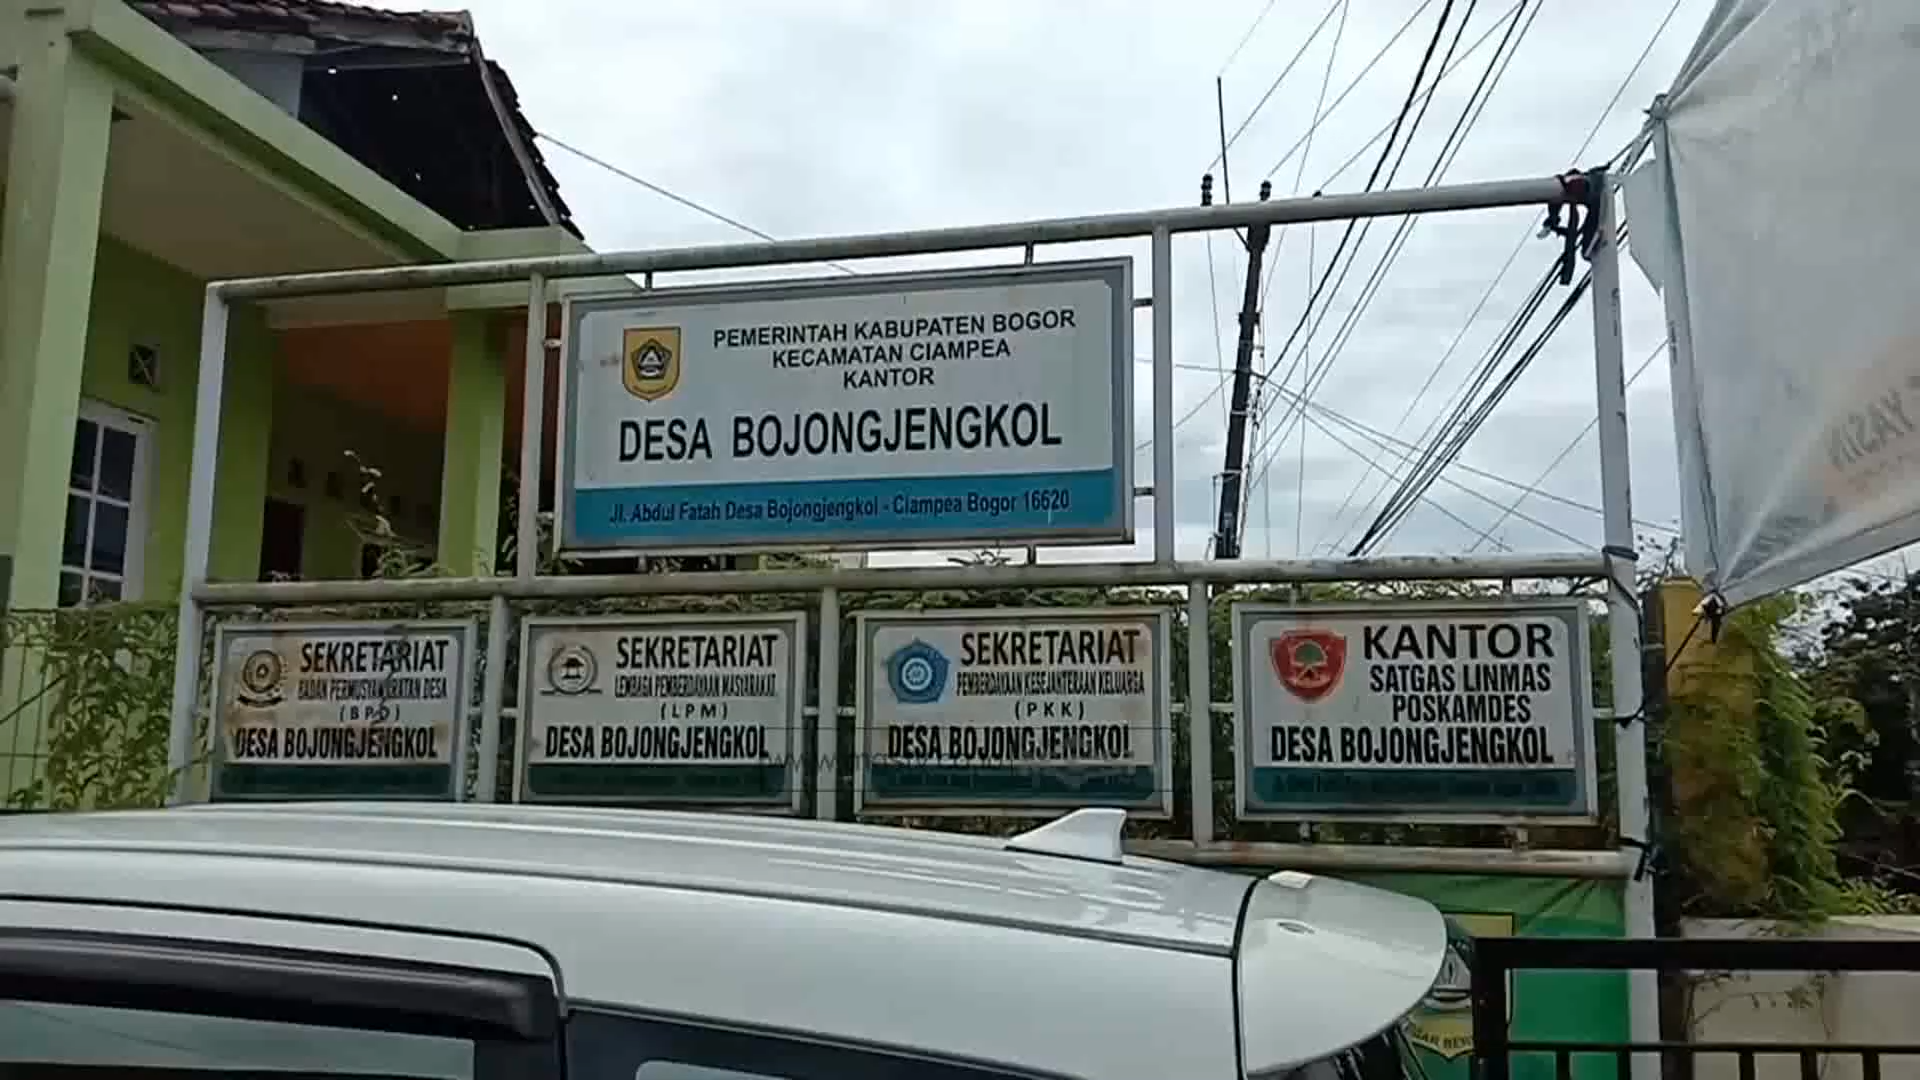 PEMERINTAH KABUPATEN BOGOR
KECAMATAN CIAMPEA
KANTOR
DESA BOJONGJENGKOL
Jl. Abdul Fatah Desa Bojongjengkol - Ciampea Bogor 16620
SEKRETARIAT
BADAN PERMUSYAWARATAN DESA
(BPD)
DESA BOJONGJENGKOL
SEKRETARIAT
LEMBAGA PEMBERDAYAAN MASYARAKAT
(LPM)
DESA BOJONGJENGKOL
SEKRETARIAT
PEMBERDAYAAN KESEJAHTERAAN KELUARGA
(PKK)
DESA BOJONGJENGKOL
KANTOR
SATGAS LINMAS
POSKAMDES
DESA BOJONGJENGKOL